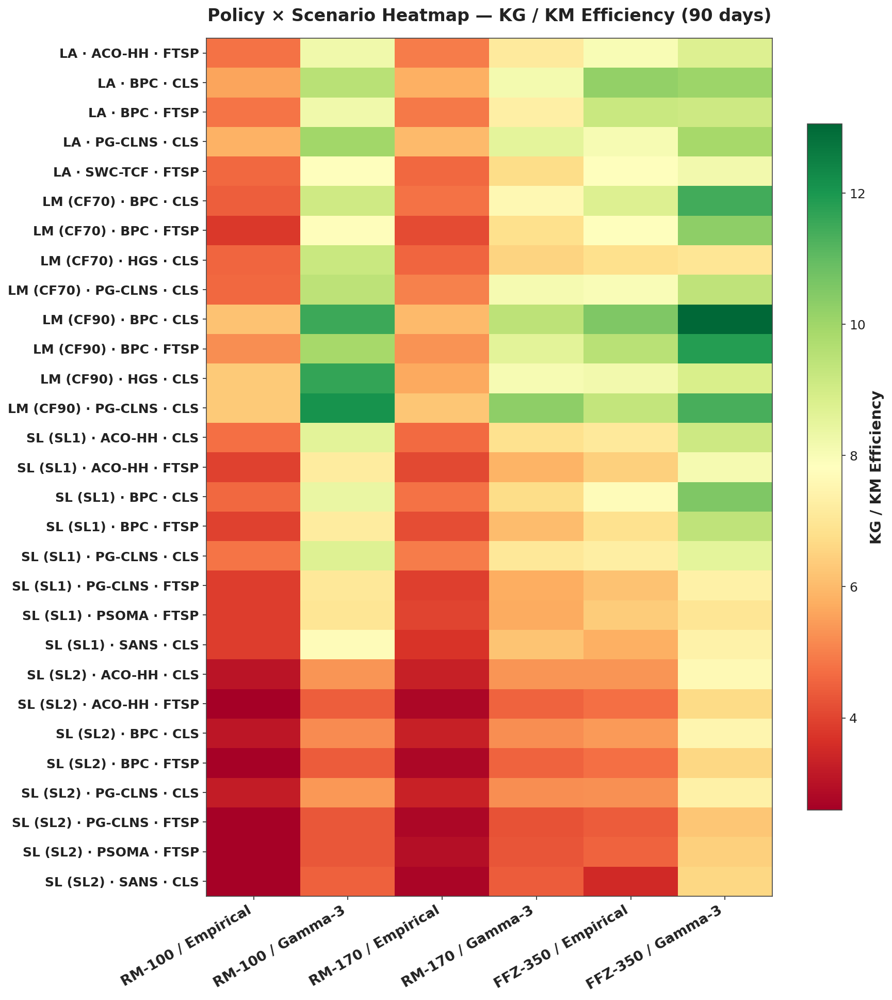 Policy × Scenario Heatmap — KG / KM Efficiency (90 days)
LA · ACO-HH · FTSP
LA · BPC · CLS
LA · BPC · FTSP
LA · PG-CLNS · CLS
LA · SWC-TCF · FTSP
LM (CF70) · BPC · CLS
LM (CF70) · BPC · FTSP
LM (CF70) · HGS · CLS
LM (CF70) · PG-CLNS · CLS
LM (CF90) · BPC · CLS
LM (CF90) · BPC · FTSP
LM (CF90) · HGS · CLS
LM (CF90) · PG-CLNS · CLS
SL (SL1) · ACO-HH · CLS
SL (SL1) · ACO-HH · FTSP
SL (SL1) · BPC · CLS
SL (SL1) · BPC · FTSP
SL (SL1) · PG-CLNS · CLS
SL (SL1) · PG-CLNS · FTSP
SL (SL1) · PSOMA · FTSP
SL (SL1) · SANS · CLS
SL (SL2) · ACO-HH · CLS
SL (SL2) · ACO-HH · FTSP
SL (SL2) · BPC · CLS
SL (SL2) · BPC · FTSP
SL (SL2) · PG-CLNS · CLS
SL (SL2) · PG-CLNS · FTSP
SL (SL2) · PSOMA · FTSP
SL (SL2) · SANS · CLS
RM-100 / Empirical
RM-100 / Gamma-3
RM-170 / Empirical
RM-170 / Gamma-3
FFZ-350 / Empirical
FFZ-350 / Gamma-3
12
10
8
6
4
KG / KM Efficiency